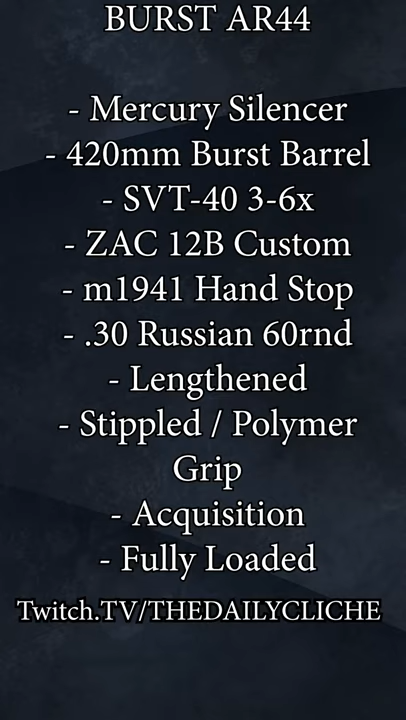 BURST AR44
- Mercury Silencer
- 420mm Burst Barrel
- SVT-40 3-6x
- ZAC 12B Custom
- m1941 Hand Stop
- .30 Russian 60rnd
- Lengthened
- Stippled / Polymer
Grip
- Acquisition
- Fully Loaded
Twitch.TV/THEDAILYCLICHE